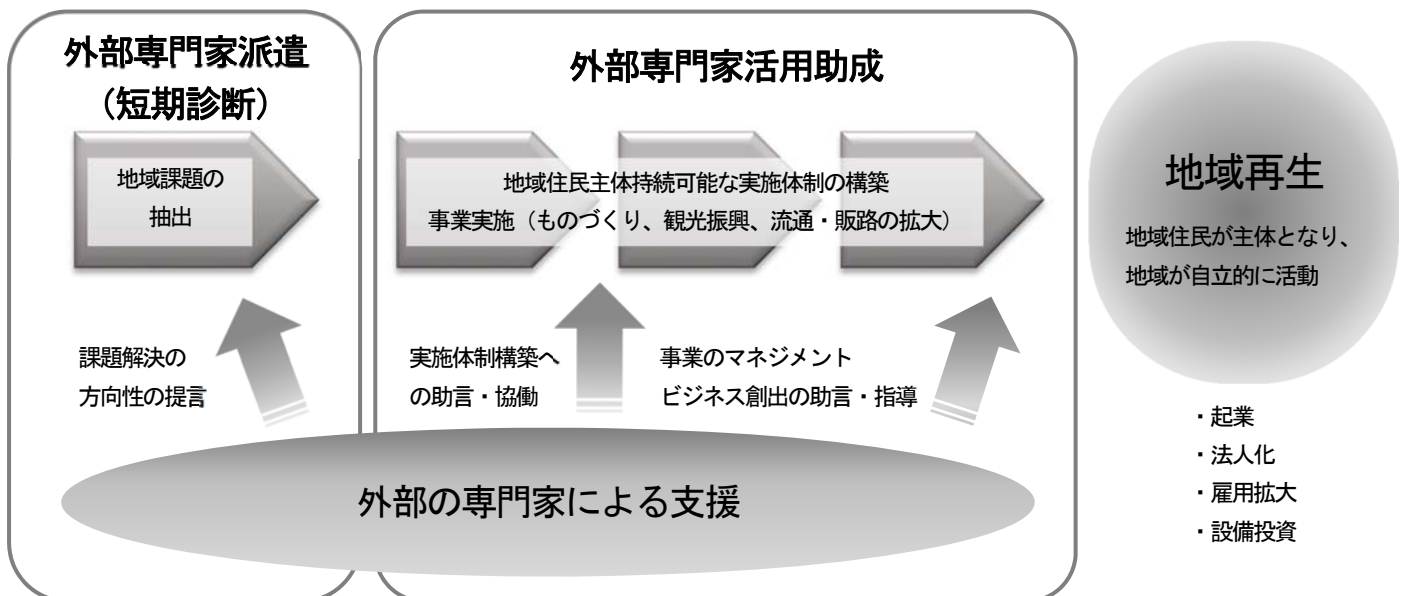 外部専門家派遣
（短期診断）
地域課題の
抽出
課題解決の
方向性の提言
外部専門家活用助成
地域住民主体持続可能な実施体制の構築
事業実施（ものづくり、観光振興、流通・販路の拡大）
実施体制構築へ
の助言・協働
事業のマネジメント
ビジネス創出の助言・指導
外部の専門家による支援
地域再生
地域住民が主体となり、
地域が自立的に活動
・起業
・法人化
・雇用拡大
・設備投資